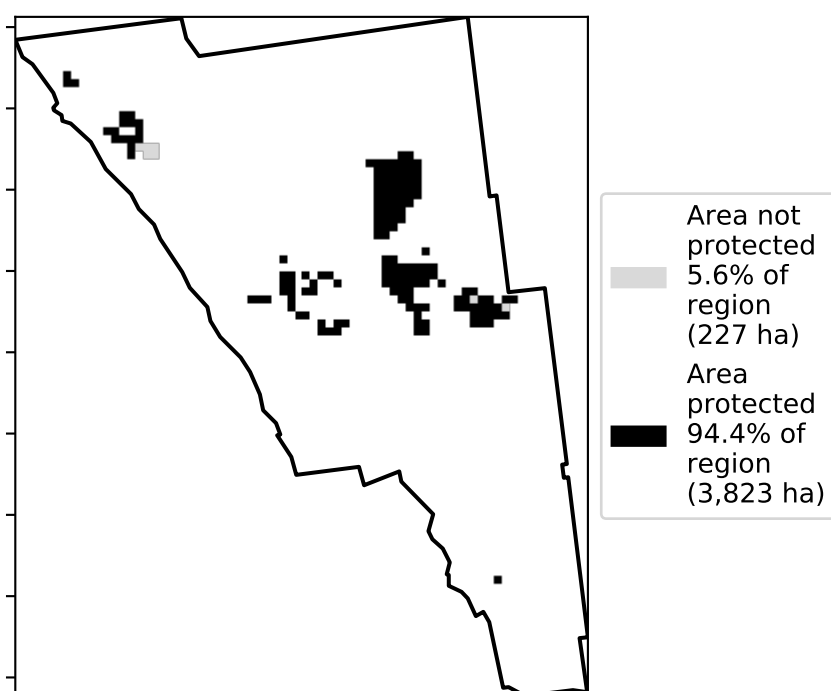 Area not
protected
5.6% of
region
(227 ha)
Area
protected
94.4% of
region
(3,823 ha)